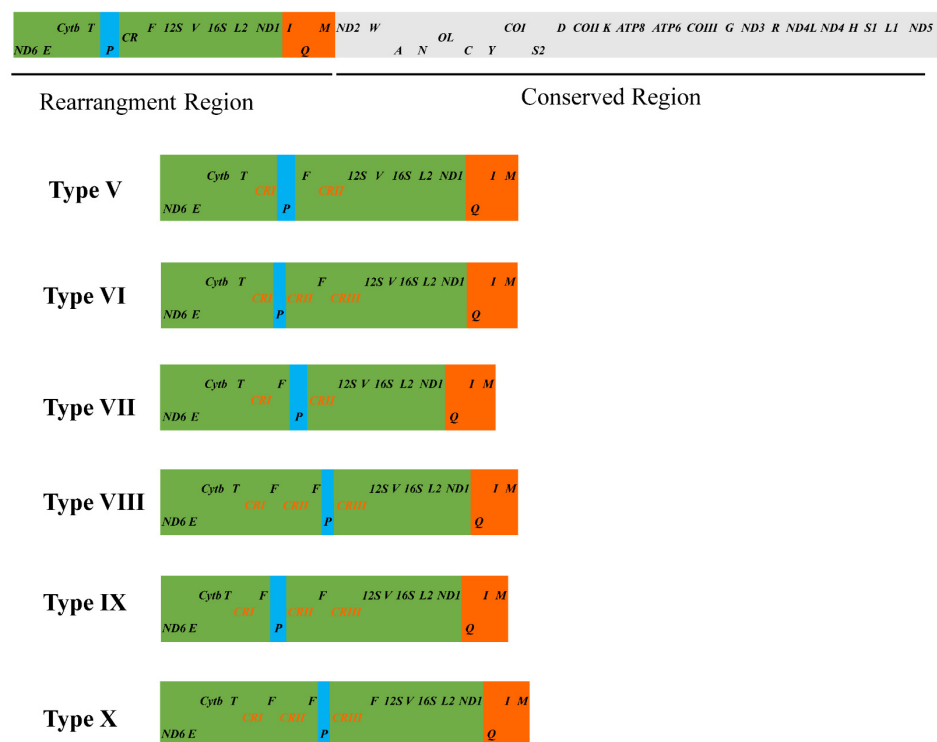 Cytb T F 12S V 16S L2 ND1 I M ND2 W COI D COII K ATP8 ATP6 COIII G ND3 R ND4L ND4 H S1 L1 ND5
CR OL
ND6 E P Q A N C Y S2
Rearrangment Region
Conserved Region
Type V
Cytb T F 12S V 16S L2 ND1 I M
CRI CRII
ND6 E P Q
Type VI
Cytb T F 12S V 16S L2 ND1 I M
CRI CRII CRIII
ND6 E P Q
Type VII
Cytb T F 12S V 16S L2 ND1 I M
CRI CRII
ND6 E P Q
Type VIII
Cytb T F F 12S V 16S L2 ND1 I M
CRI CRII CRIII
ND6 E P Q
Type IX
Cytb T F F 12S V 16S L2 ND1 I M
CRI CRII CRIII
ND6 E P Q
Type X
Cytb T F F F 12S V 16S L2 ND1 I M
CRI CRII CRIII
ND6 E P Q